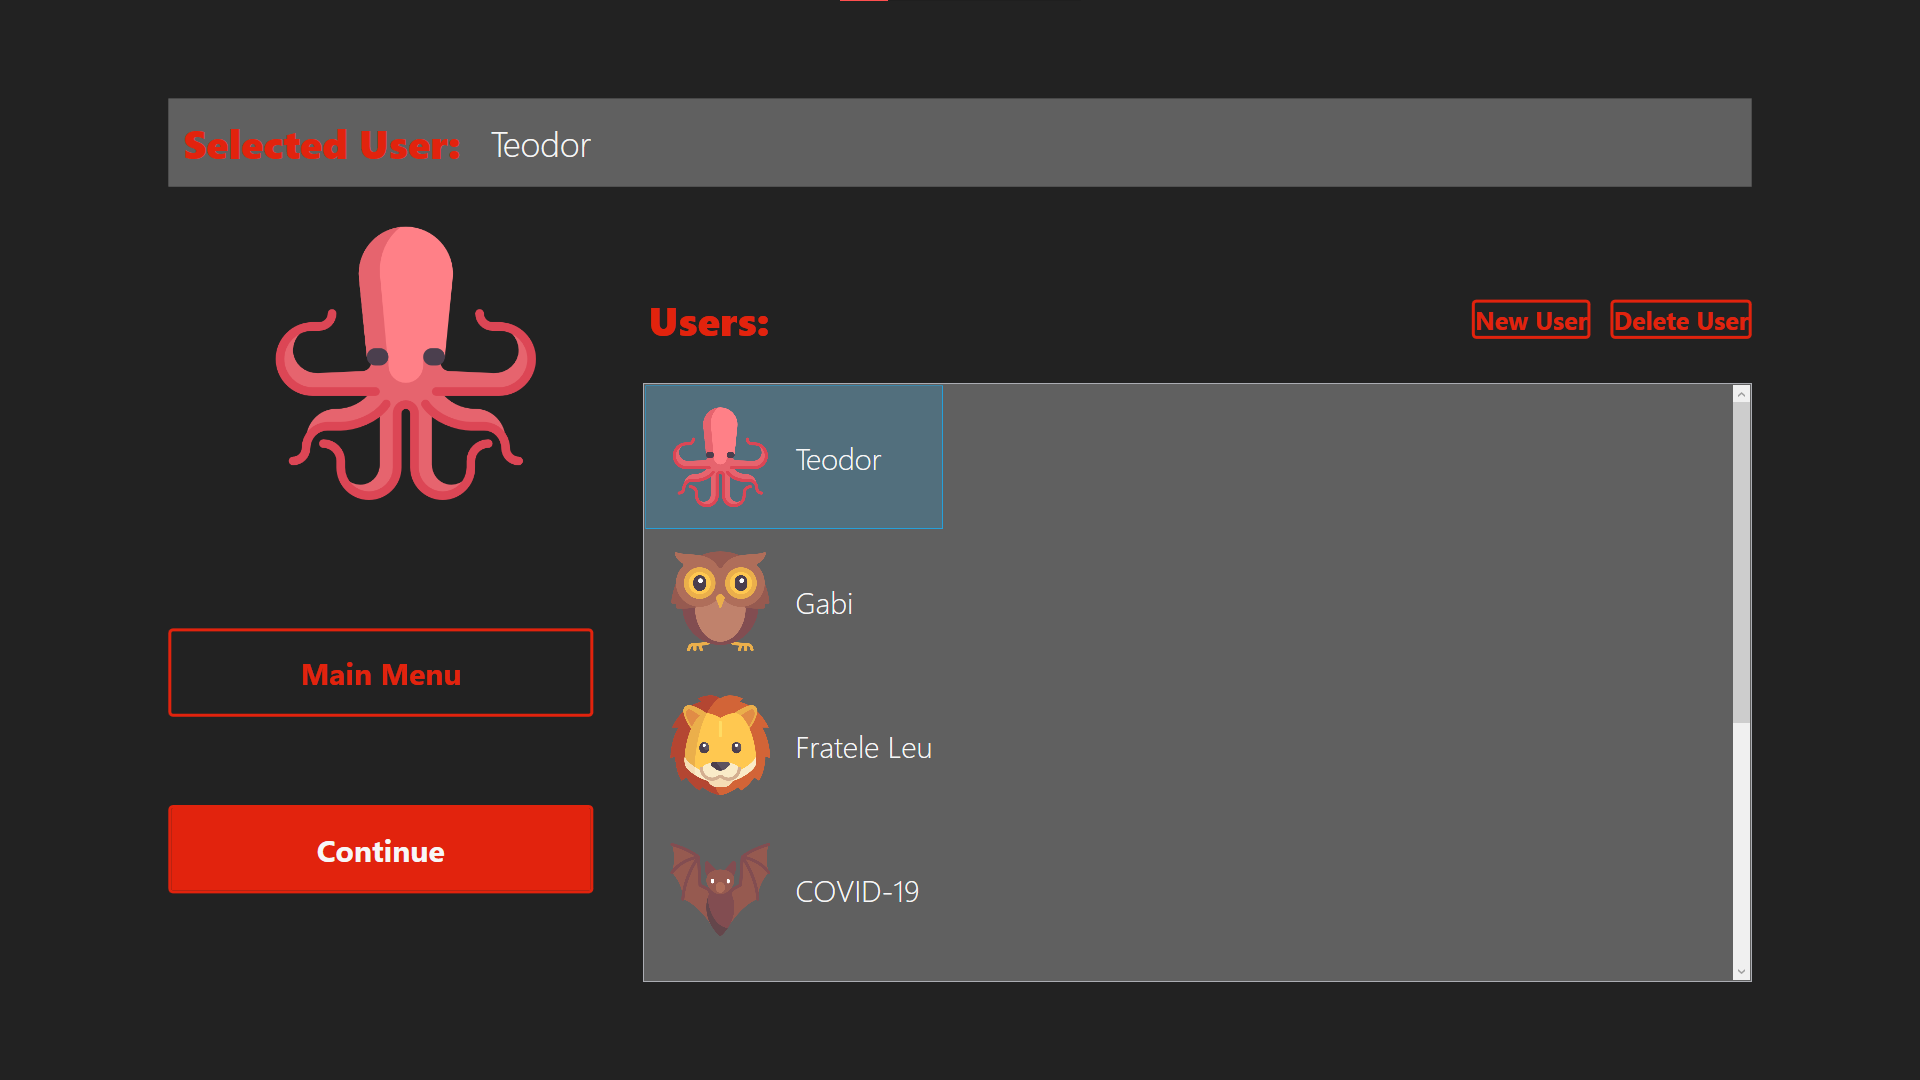 Selected User: Teodor
Users:
New User
Delete User
Teodor
Gabi
Fratele Leu
COVID-19
Main Menu
Continue